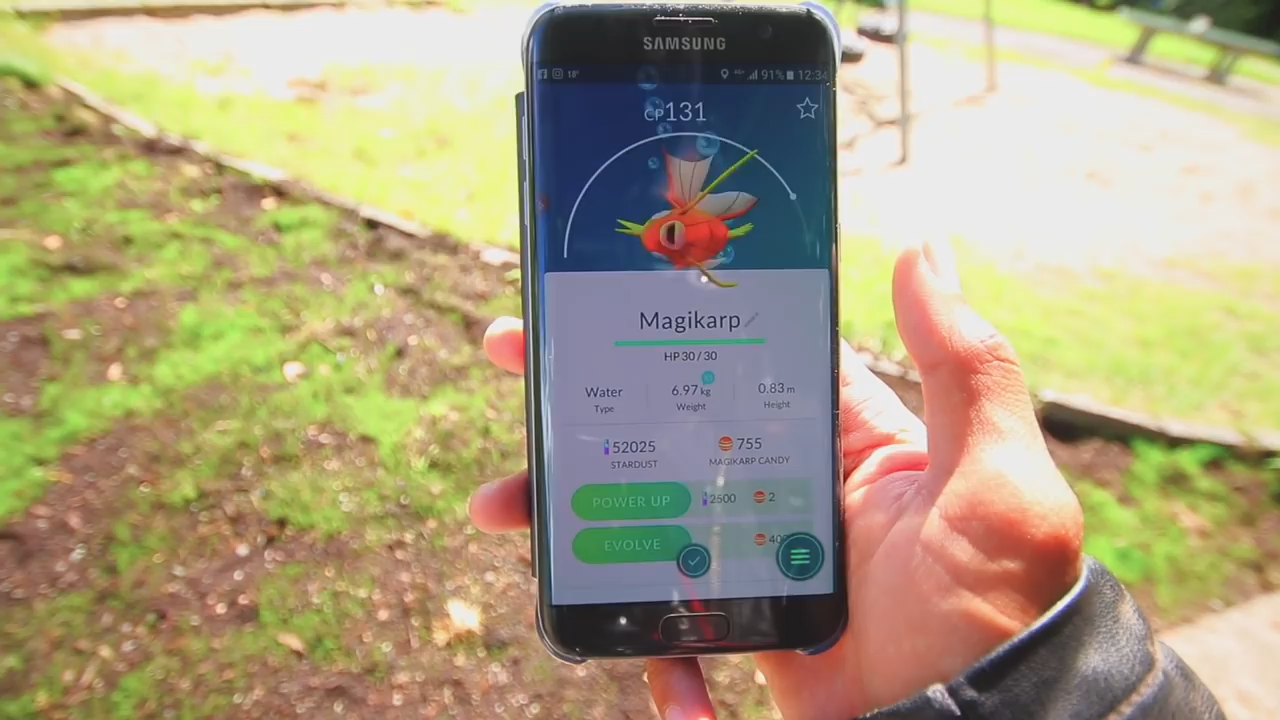 SAMSUNG
18° 91% 12:34
CP131
Magikarp
HP 30 / 30
Water 6.97 kg 0.83 m
Type Weight Height
52025 755
STARDUST MAGIKARP CANDY
POWER UP 2500 2
EVOLVE